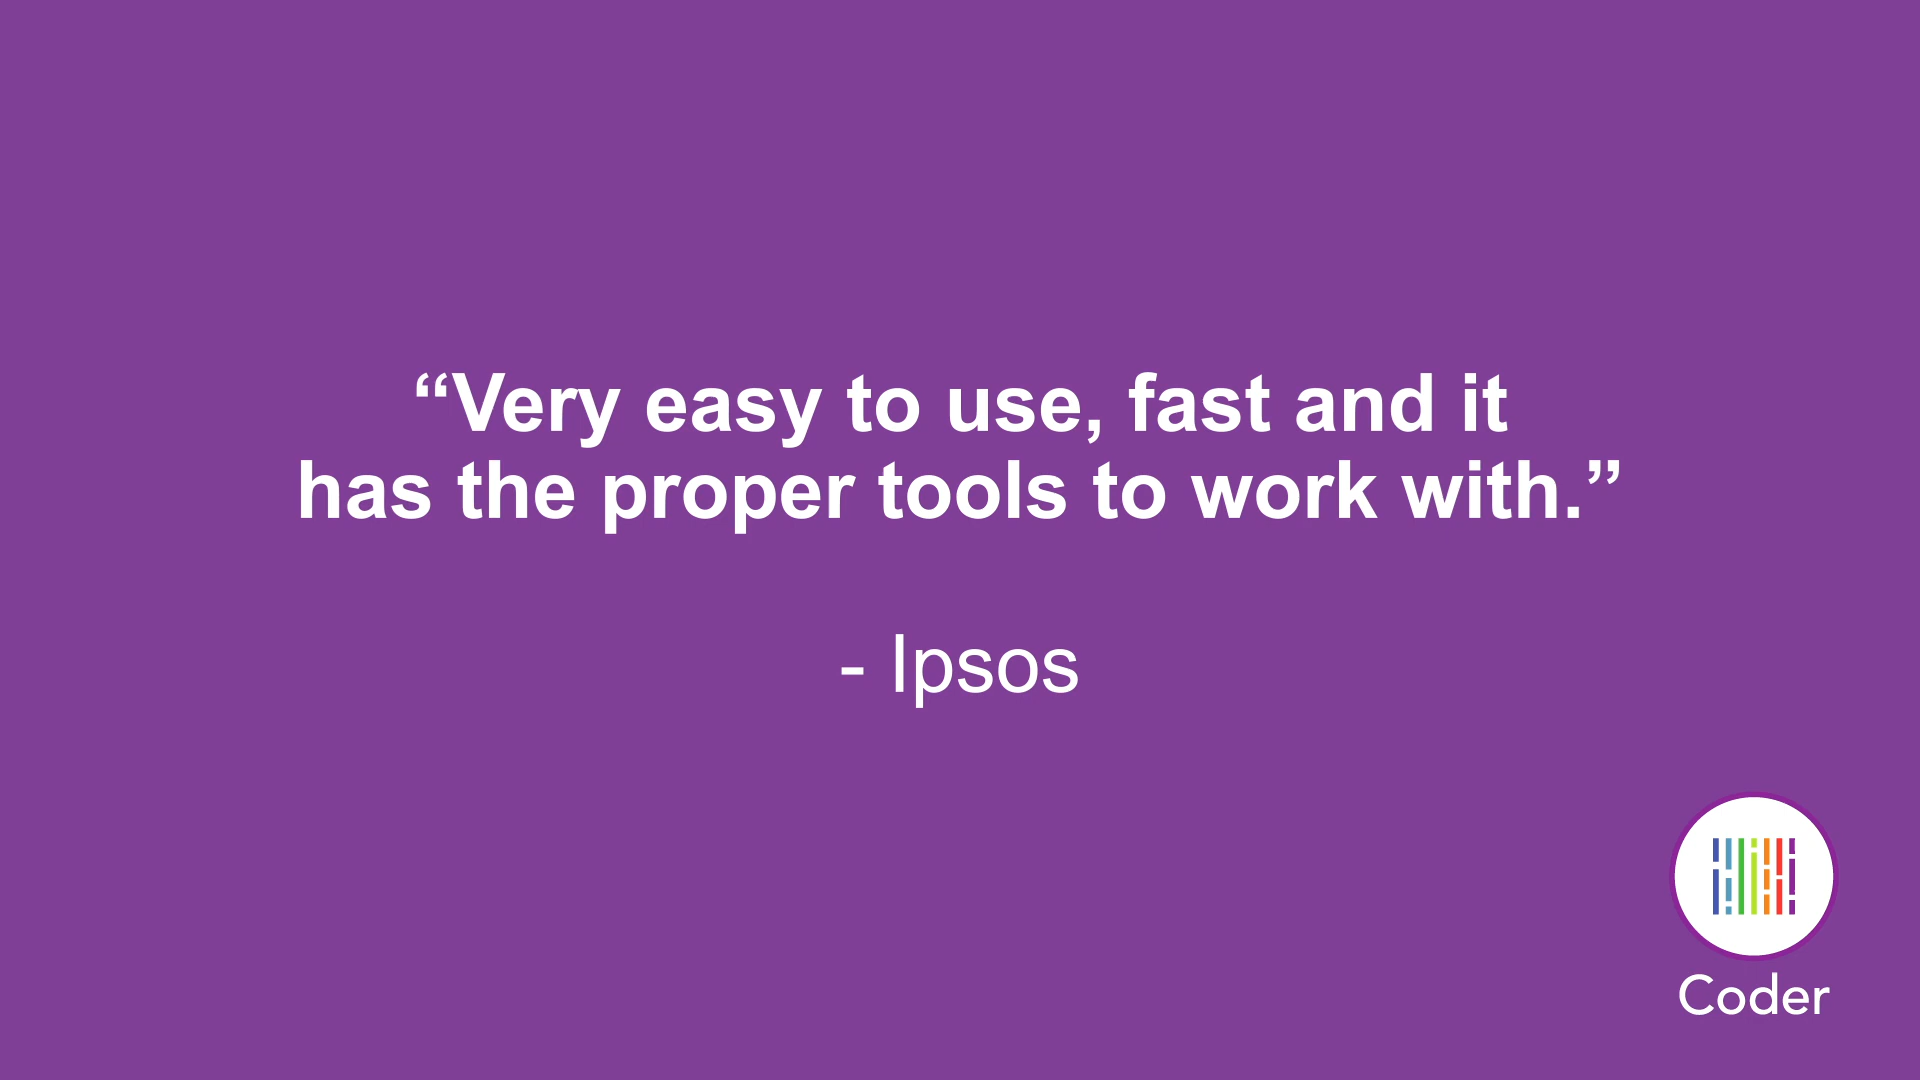 “Very easy to use, fast and it
has the proper tools to work with.”
- Ipsos
Coder